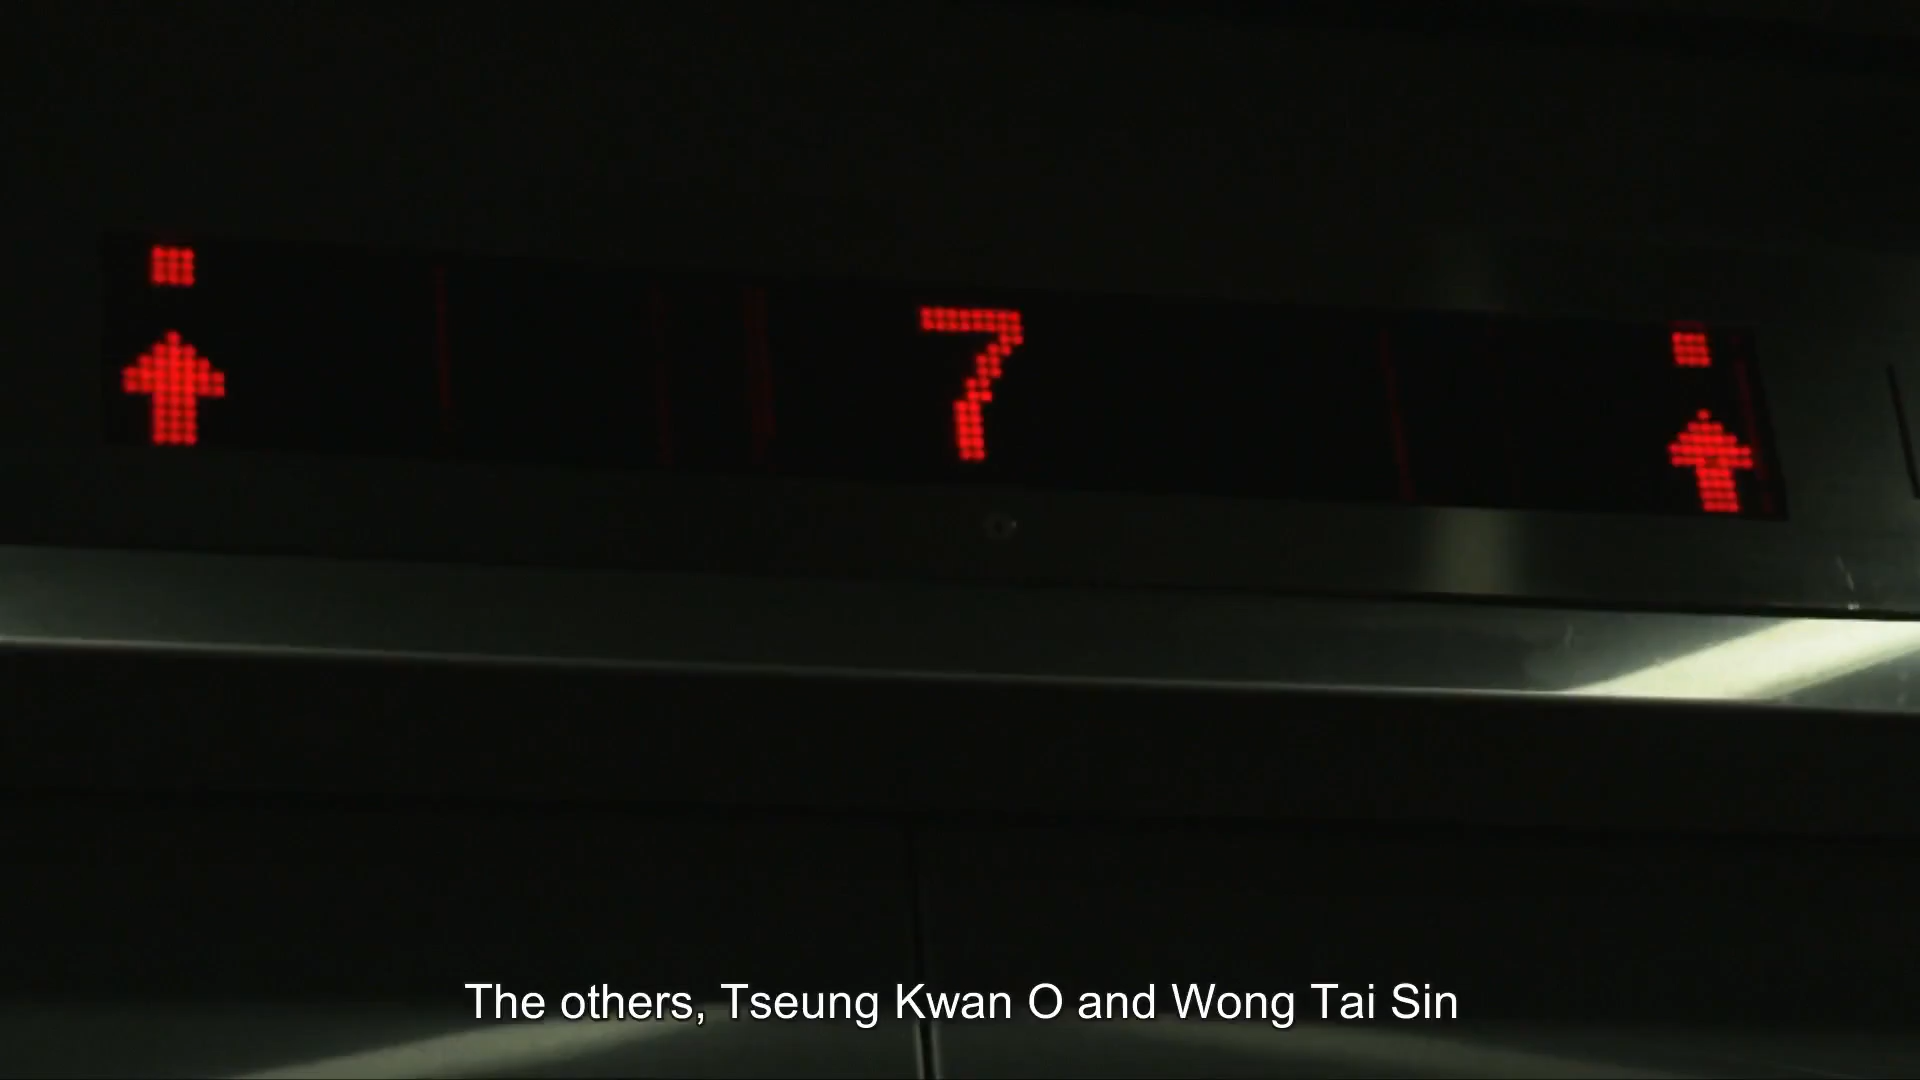 7
The others, Tseung Kwan O and Wong Tai Sin